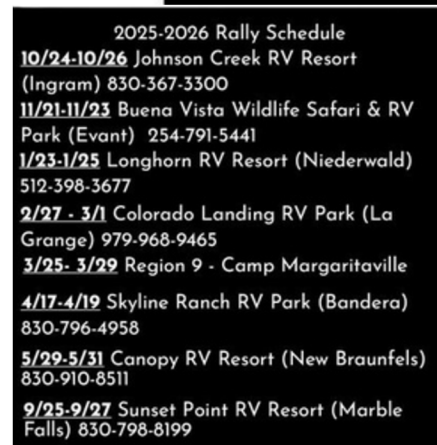 2025-2026 Rally Schedule
10/24-10/26 Johnson Creek RV Resort
(Ingram) 830-367-3300
11/21-11/23 Buena Vista Wildlife Safari & RV
Park (Evant) 254-791-5441
1/23-1/25 Longhorn RV Resort (Niederwald)
512-398-3677
2/27 - 3/1 Colorado Landing RV Park (La
Grange) 979-968-9465
3/25- 3/29 Region 9 - Camp Margaritaville
4/17-4/19 Skyline Ranch RV Park (Bandera)
830-796-4958
5/29-5/31 Canopy RV Resort (New Braunfels)
830-910-8511
9/25-9/27 Sunset Point RV Resort (Marble
Falls) 830-798-8199